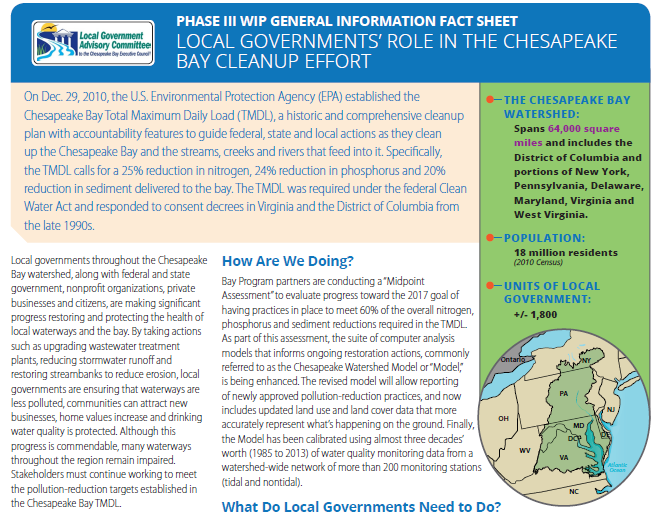 Local Government
Advisory Committee
to the Chesapeake Bay Executive Council
PHASE III WIP GENERAL INFORMATION FACT SHEET
LOCAL GOVERNMENTS' ROLE IN THE CHESAPEAKE
BAY CLEANUP EFFORT
On Dec. 29, 2010, the U.S. Environmental Protection Agency (EPA) established the
Chesapeake Bay Total Maximum Daily Load (TMDL), a historic and comprehensive cleanup
plan with accountability features to guide federal, state and local actions as they clean
up the Chesapeake Bay and the streams, creeks and rivers that feed into it. Specifically,
the TMDL calls for a 25% reduction in nitrogen, 24% reduction in phosphorus and 20%
reduction in sediment delivered to the bay. The TMDL was required under the federal Clean
Water Act and responded to consent decrees in Virginia and the District of Columbia from
the late 1990s.
Local governments throughout the Chesapeake
Bay watershed, along with federal and state
government, nonprofit organizations, private
businesses and citizens, are making significant
progress restoring and protecting the health of
local waterways and the bay. By taking actions
such as upgrading wastewater treatment
plants, reducing stormwater runoff and
restoring streambanks to reduce erosion, local
governments are ensuring that waterways are
less polluted, communities can attract new
businesses, home values increase and drinking
water quality is protected. Although this
progress is commendable, many waterways
throughout the region remain impaired.
Stakeholders must continue working to meet
the pollution-reduction targets established in
the Chesapeake Bay TMDL.
How Are We Doing?
Bay Program partners are conducting a "Midpoint
Assessment" to evaluate progress toward the 2017 goal of
having practices in place to meet 60% of the overall nitrogen,
phosphorus and sediment reductions required in the TMDL.
As part of this assessment, the suite of computer analysis
models that informs ongoing restoration actions, commonly
referred to as the Chesapeake Watershed Model or "Model,"
is being enhanced. The revised model will allow reporting
of newly approved pollution-reduction practices, and now
includes updated land use and land cover data that more
accurately represent what's happening on the ground. Finally,
the Model has been calibrated using almost three decades'
worth (1985 to 2013) of water quality monitoring data from a
watershed-wide network of more than 200 monitoring stations
(tidal and nontidal).
What Do Local Governments Need to Do?
THE CHESAPEAKE BAY
WATERSHED:
Spans 64,000 square
miles and includes the
District of Columbia and
portions of New York,
Pennsylvania, Delaware,
Maryland, Virginia and
West Virginia.
POPULATION:
18 million residents
(2010 Census)
UNITS OF LOCAL
GOVERNMENT:
+/- 1,800
Ontario
NY
PA
NJ
OH
MD
DC
DE
WV
VA
Atlantic
Ocean
NC